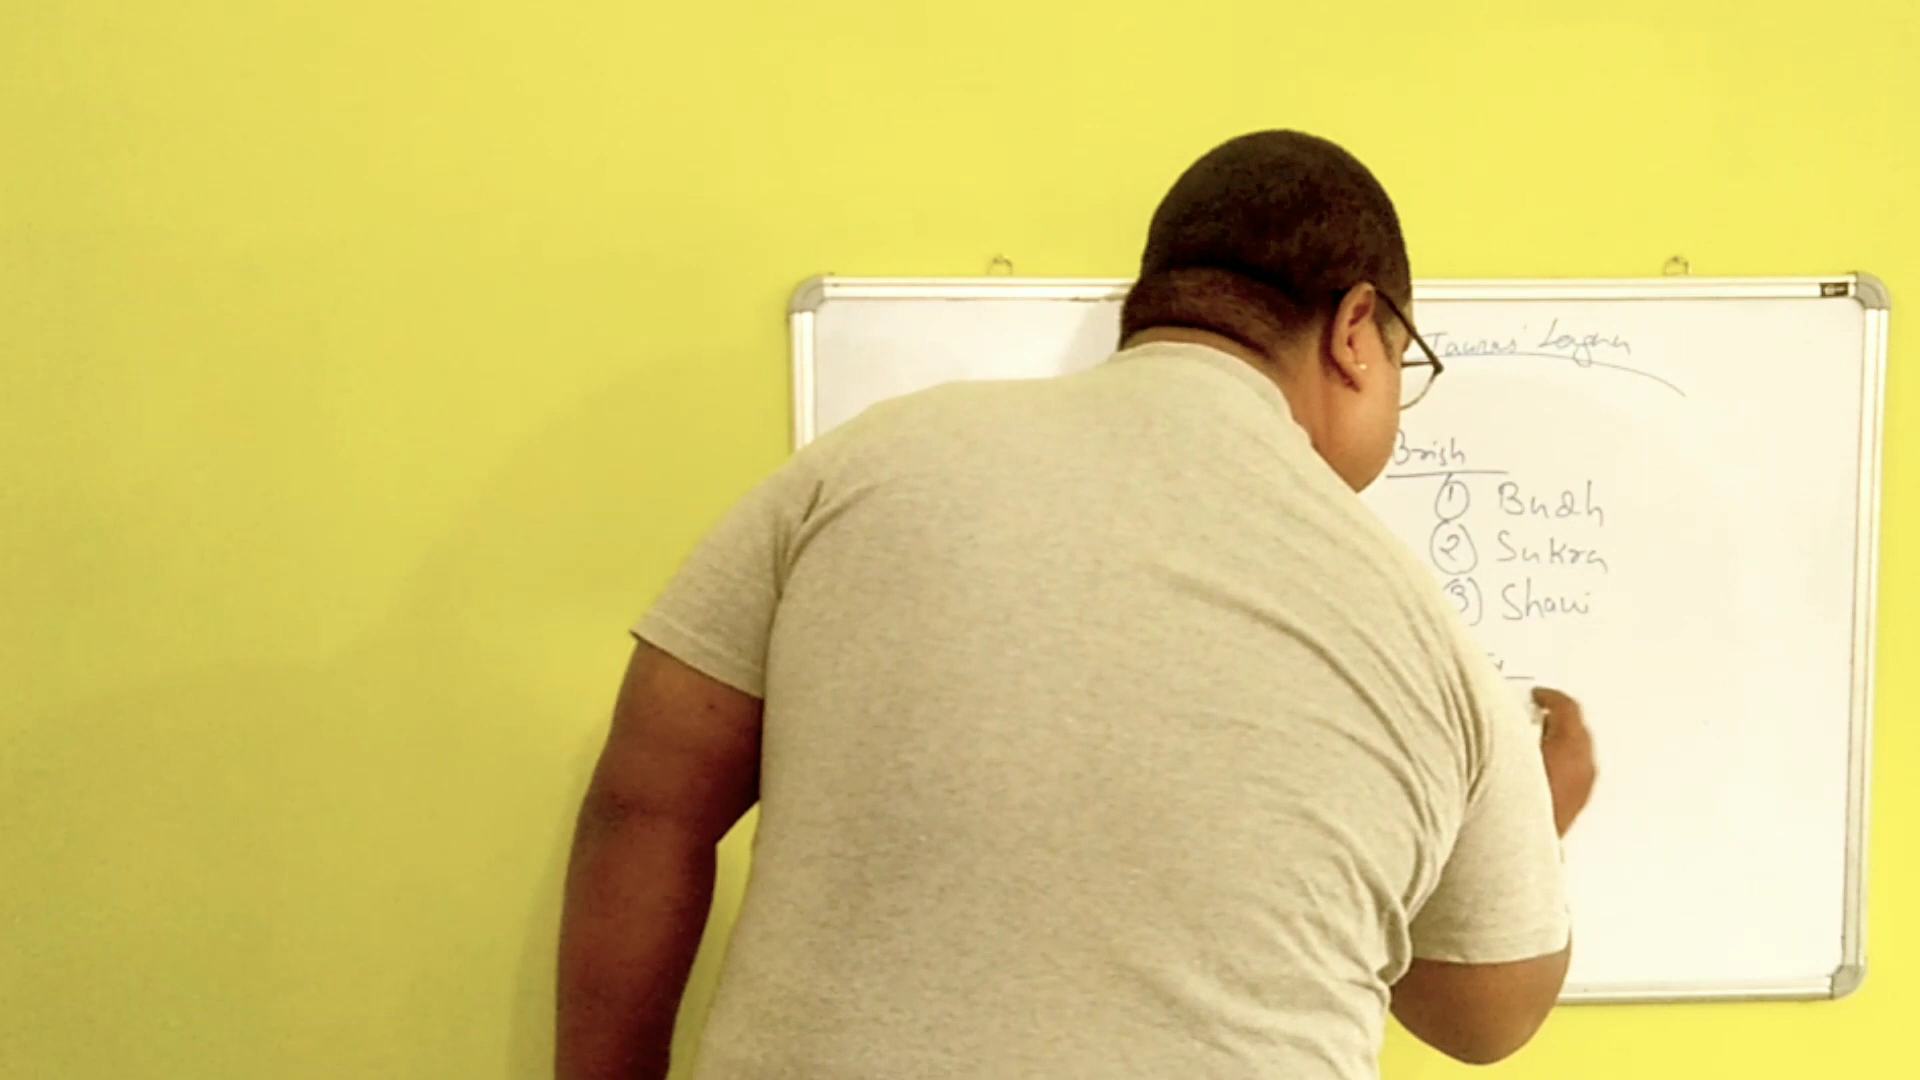 Taurus Lagna
Brish
① Budh
② Sukra
3) Shani